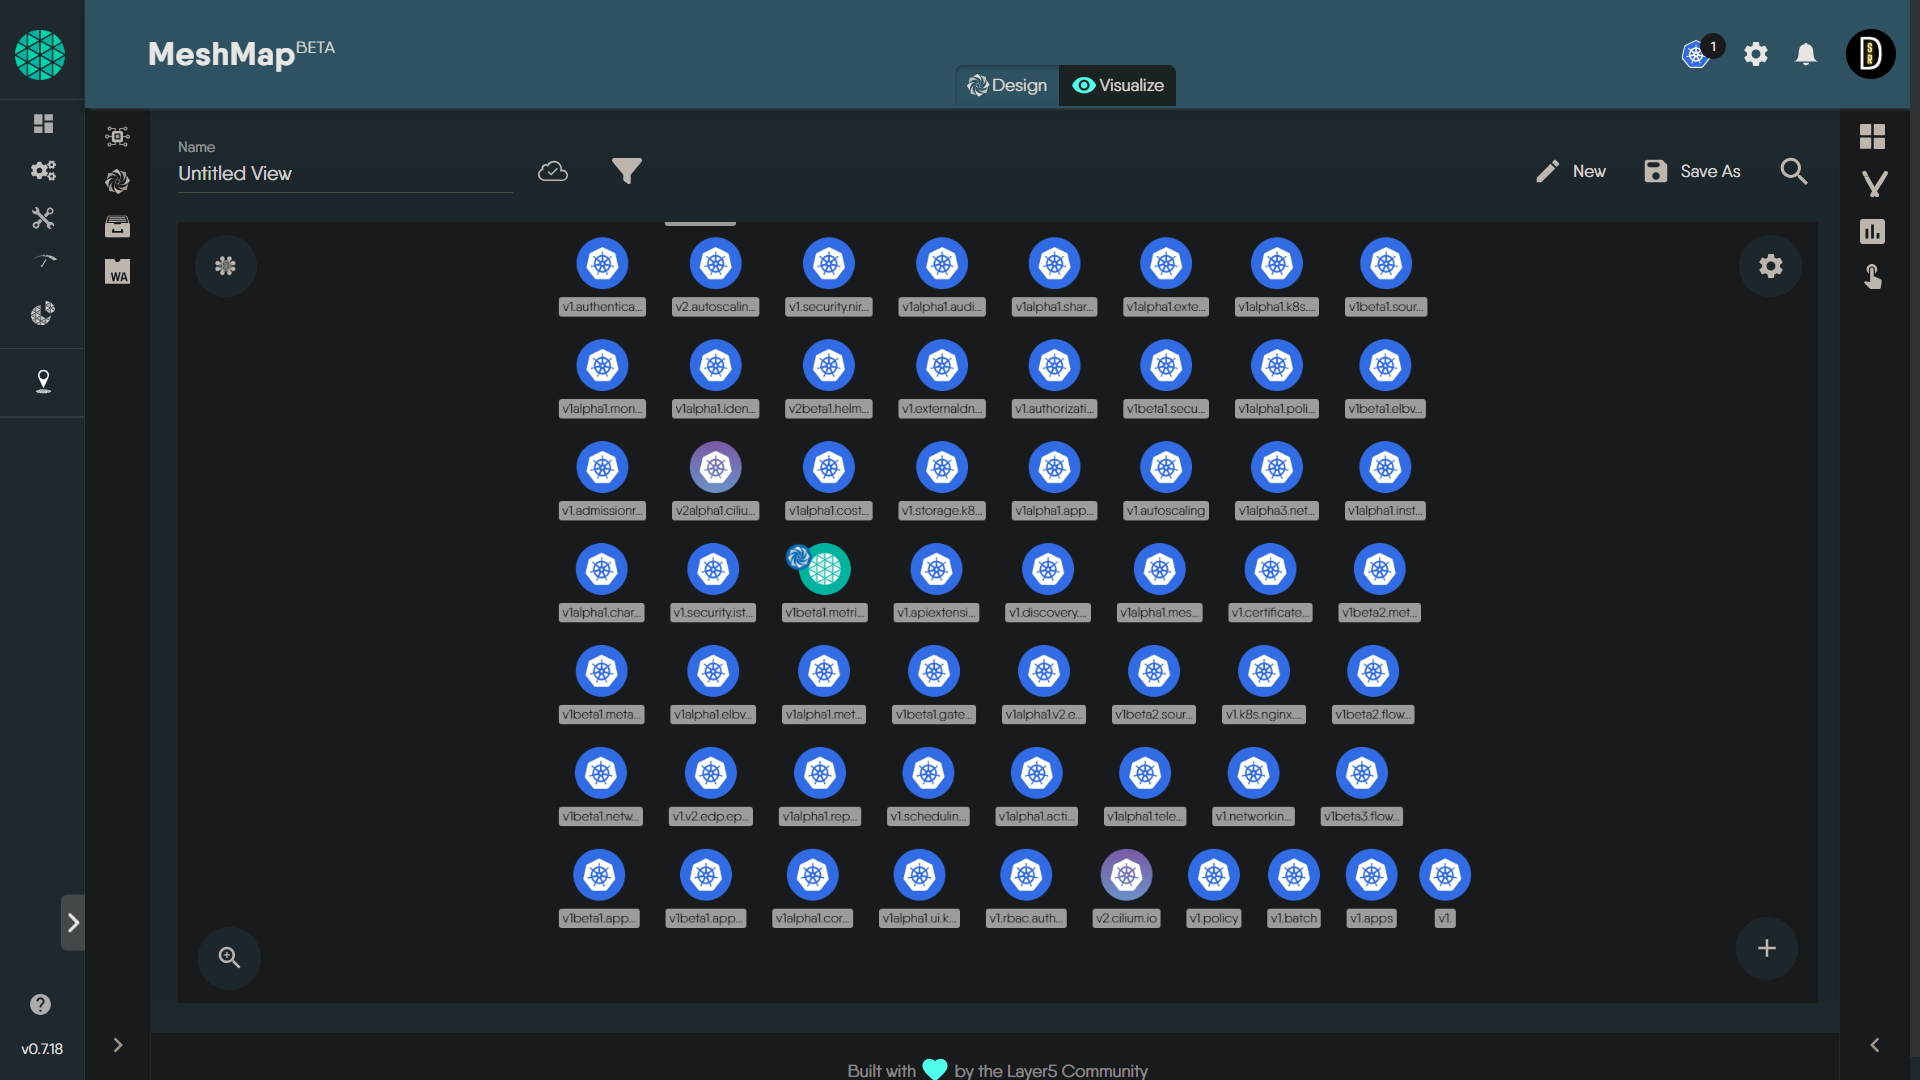 MeshMap BETA
1
Design
Visualize
Name
Untitled View
New
Save As
WA
v1.authentica...
v2.autoscalin...
v1.security.nir...
v1alpha1.audi...
v1alpha1.shar...
v1alpha1.exte...
v1alpha1.k8s....
v1beta1.sour...
v1alpha1.mon...
v1alpha1.iden...
v2beta1.helm...
v1.externaldn...
v1.authorizati...
v1beta1.secu...
v1alpha1.poli...
v1beta1.elbv...
v1.admissionr...
v2alpha1.ciliu...
v1alpha1.cost...
v1.storage.k8...
v1alpha1.app...
v1.autoscaling
v1alpha3.net...
v1alpha1.inst...
v1alpha1.char...
v1.security.ist...
v1beta1.metri...
v1.apiextensi...
v1.discovery....
v1alpha1.mes...
v1.certificate...
v1beta2.met...
v1beta1.meta...
v1alpha1.elbv...
v1alpha1.met...
v1beta1.gate...
v1alpha1.v2.e...
v1beta2.sour...
v1.k8s.nginx....
v1beta2.flow...
v1beta1.netw...
v1.v2.edp.ep...
v1alpha1.rep...
v1.schedulin...
v1alpha1.acti...
v1alpha1.tele...
v1.networkin...
v1beta3.flow...
v1beta1.app...
v1beta1.app...
v1alpha1.cor...
v1alpha1.ui.k...
v1.rbac.auth...
v2.cilium.io
v1.policy
v1.batch
v1.apps
v1.
v0.7.18
Built with by the Layer5 Community